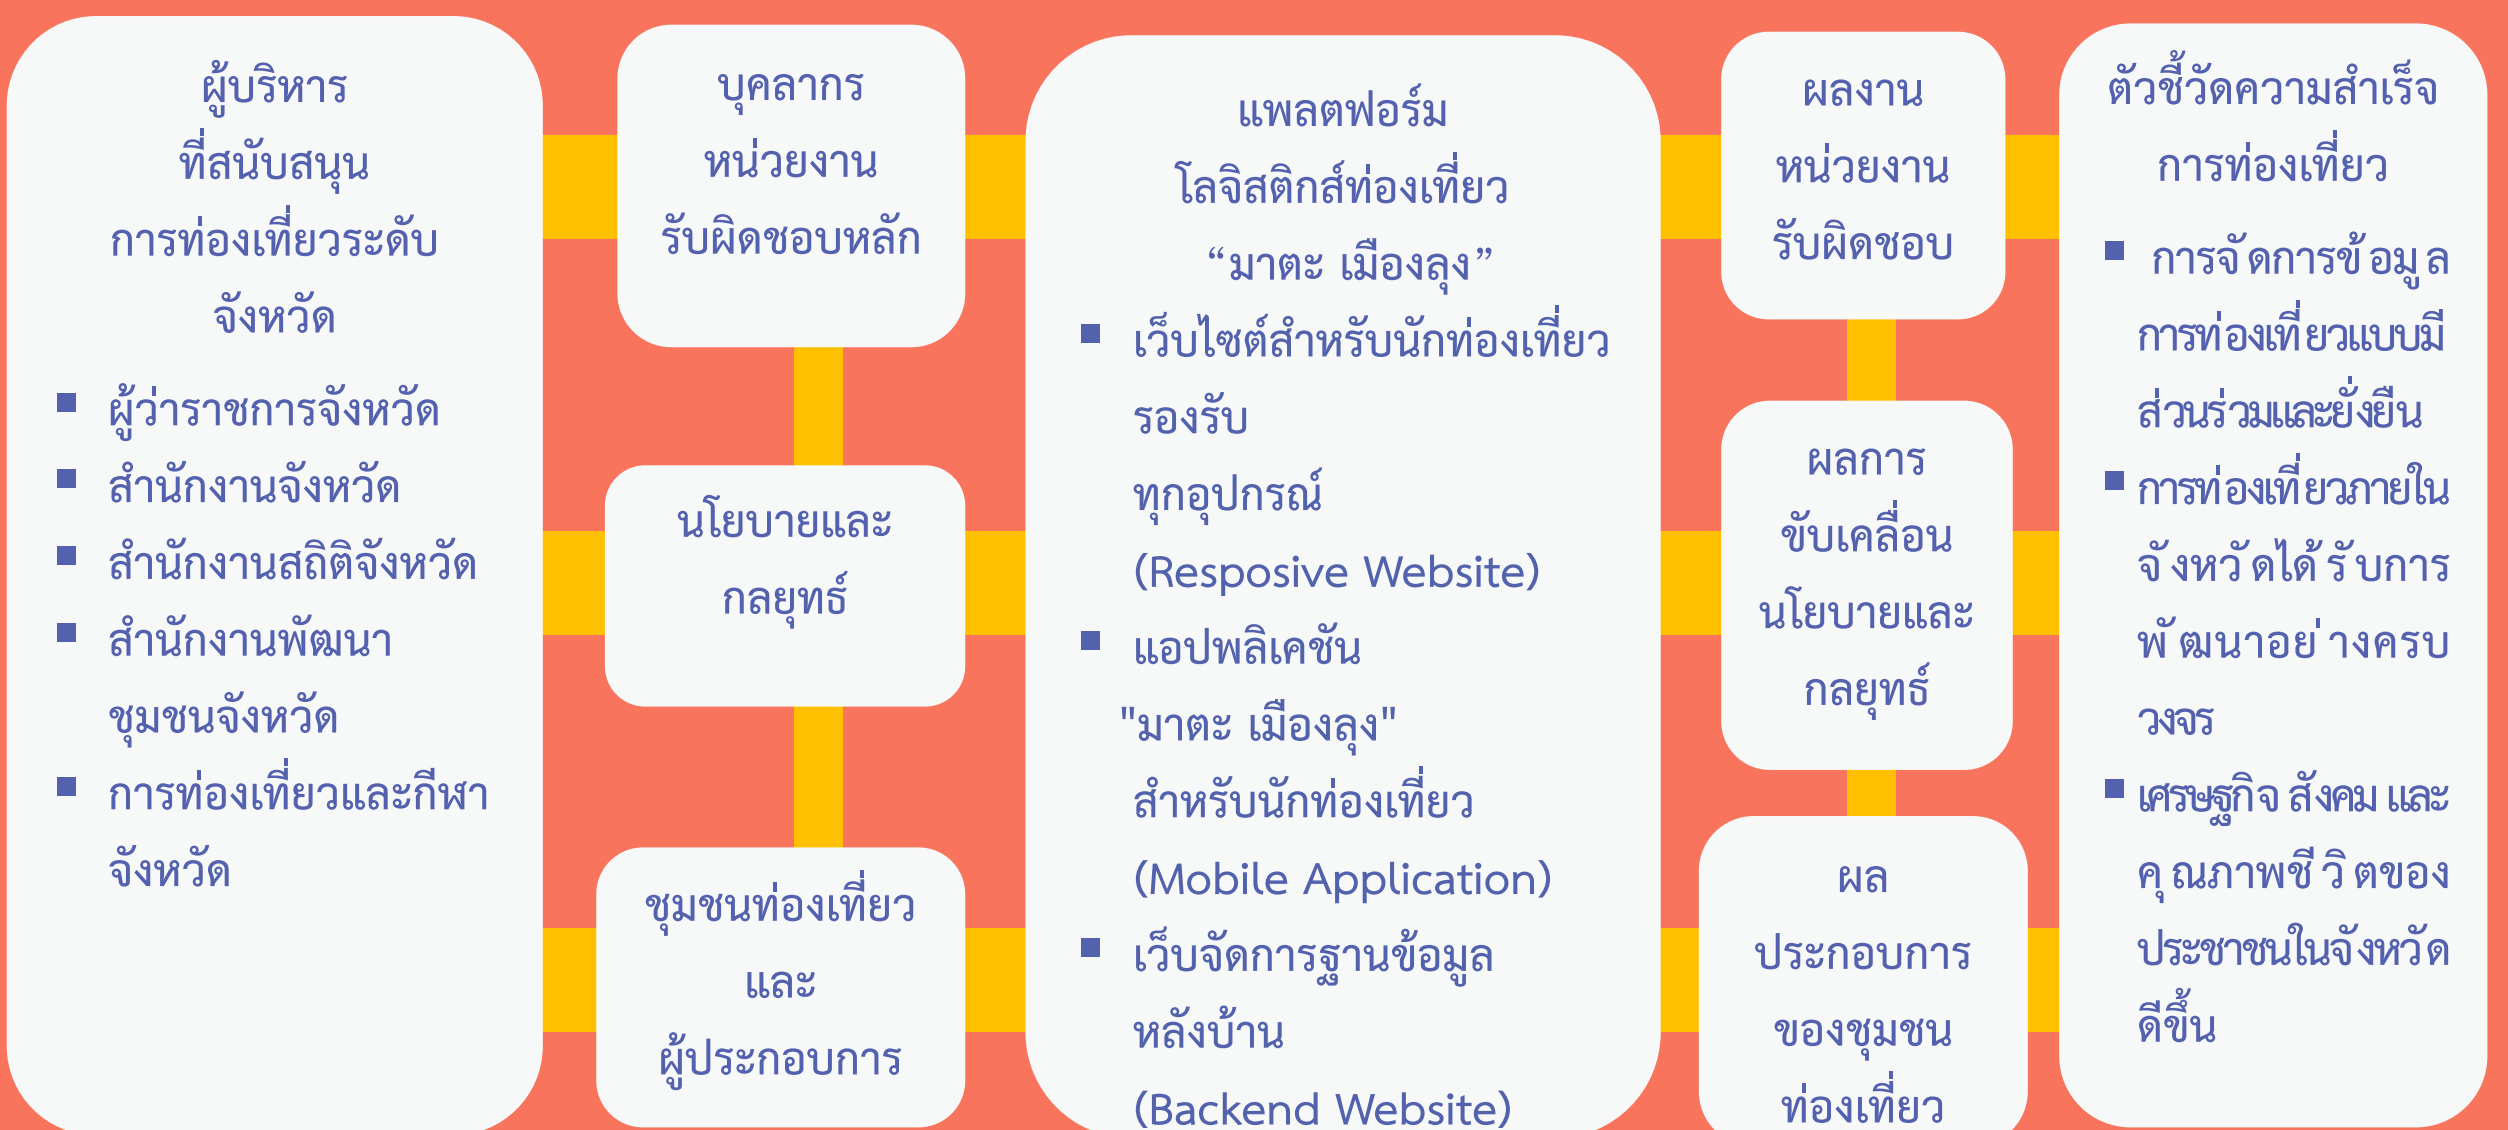 ผู้บริหาร
ที่สนับสนุน
การท่องเที่ยวระดับ
จังหวัด
ผู้ว่าราชการจังหวัด
สำนักงานจังหวัด
สำนักงานสถิติจังหวัด
สำนักงานพัฒนา
ชุมชนจังหวัด
การท่องเที่ยวและกีฬา
จังหวัด
บุคลากร
หน่วยงาน
รับผิดชอบหลัก
นโยบายและ
กลยุทธ์
ชุมชนท่องเที่ยว
และ
ผู้ประกอบการ
แพลตฟอร์ม
โลจิสติกส์ท่องเที่ยว
“มาตะ เมืองลุง”
เว็บไซต์สำหรับนักท่องเที่ยว
รองรับ
ทุกอุปกรณ์
(Resposive Website)
แอปพลิเคชัน
"มาตะ เมืองลุง"
สำหรับนักท่องเที่ยว
(Mobile Application)
เว็บจัดการฐานข้อมูล
หลังบ้าน
(Backend Website)
ผลงาน
หน่วยงาน
รับผิดชอบ
ผลการ
ขับเคลื่อน
นโยบายและ
กลยุทธ์
ผล
ประกอบการ
ของชุมชน
ท่องเที่ยว
ตัวชี้วัดความสำเร็จ
การท่องเที่ยว
การจัดการข้อมูล
การท่องเที่ยวแบบมี
ส่วนร่วมและยั่งยืน
การท่องเที่ยวภายใน
จังหวัดได้รับการ
พัฒนาอย่างครบ
วงจร
เศรษฐกิจ สังคม และ
คุณภาพชีวิตของ
ประชาชนในจังหวัด
ดีขึ้น